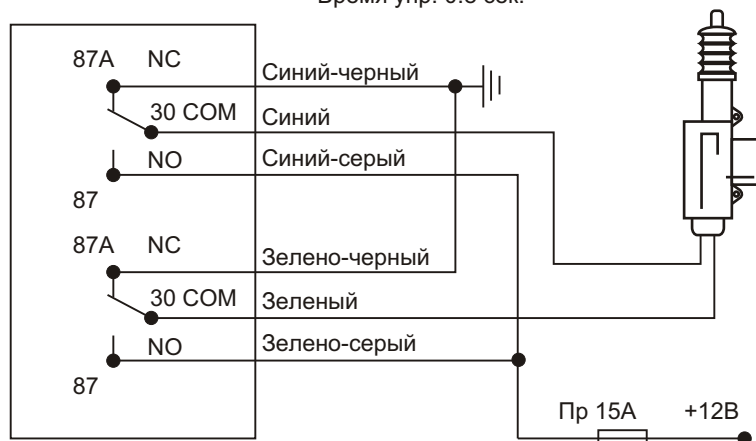 87A NC
Синий-черный
30 COM
Синий
NO
Синий-серый
87
87A NC
Зелено-черный
30 COM
Зеленый
NO
Зелено-серый
87
Пр 15А +12В